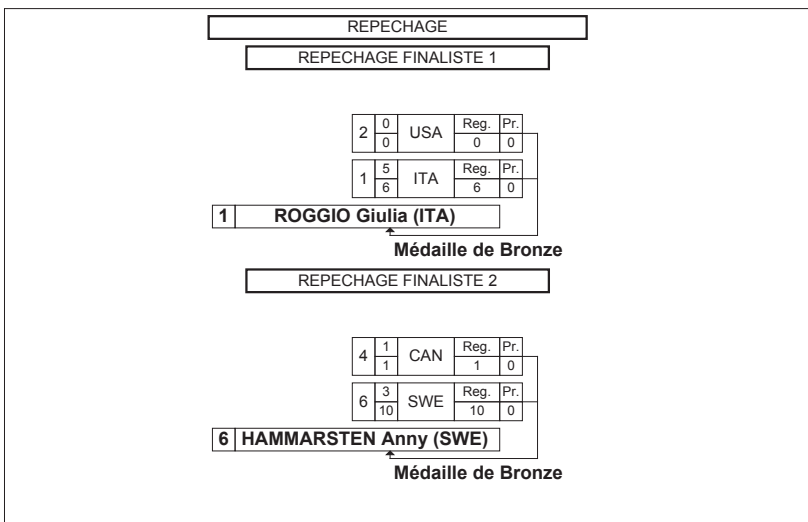 REPECHAGE
REPECHAGE FINALISTE 1
2 0 USA Reg. Pr.
0 0 0
1 5 ITA Reg. Pr.
6 6 0
1 ROGGIO Giulia (ITA)
Médaille de Bronze
REPECHAGE FINALISTE 2
4 1 CAN Reg. Pr.
1 1 0
6 3 SWE Reg. Pr.
10 10 0
6 HAMMARSTEN Anny (SWE)
Médaille de Bronze